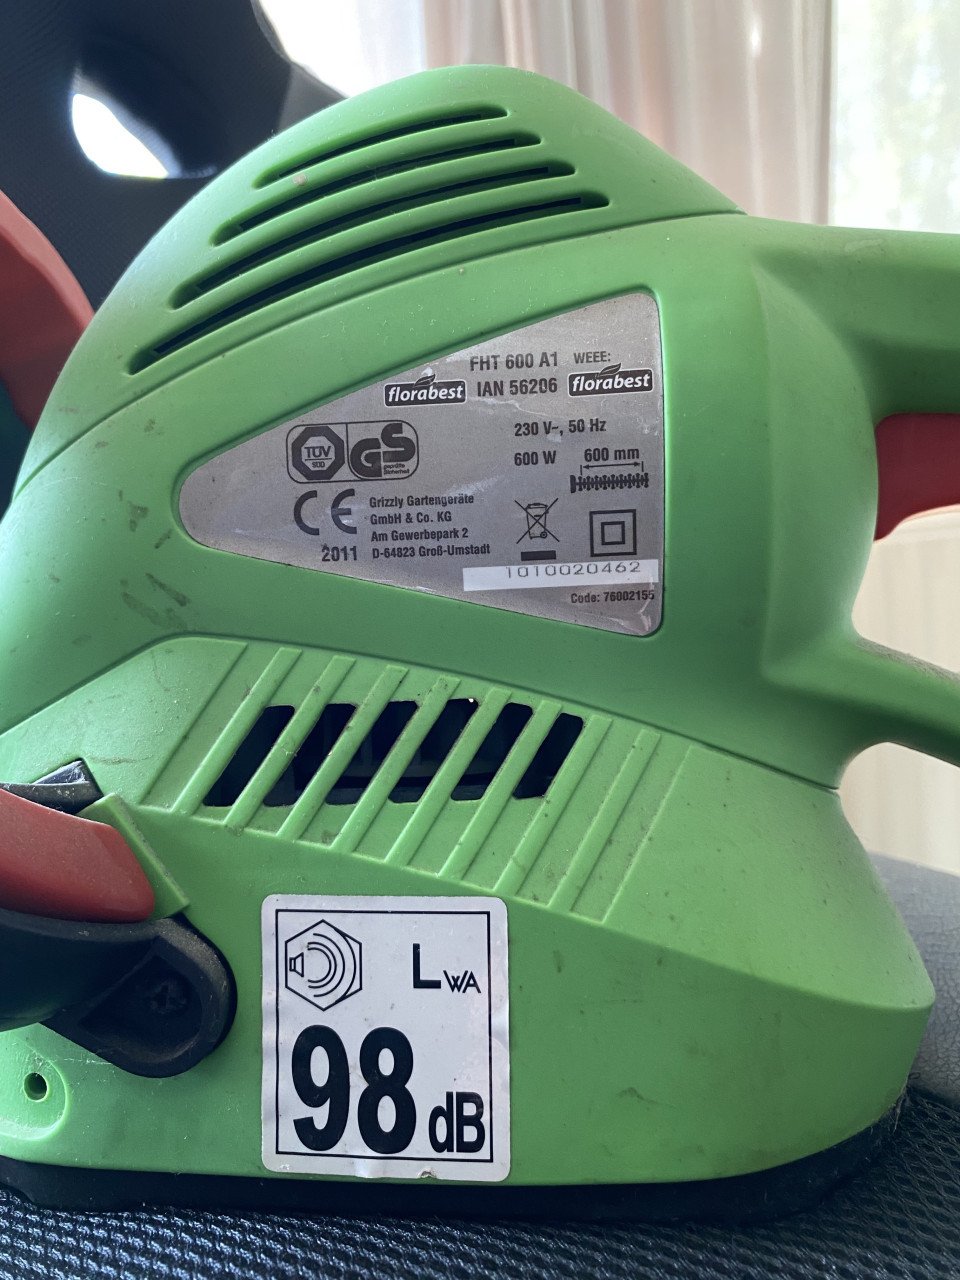 FHT 600 A1 WEEE:
florabest IAN 56206 florabest
230 V~, 50 Hz
600 W 600 mm
TÜV SÜD GS geprüfte Sicherheit
CE
2011
Grizzly Gartengeräte
GmbH & Co. KG
Am Gewerbepark 2
D-64823 Groß-Umstadt
1010020462
Code: 76002155
LWA
98 dB